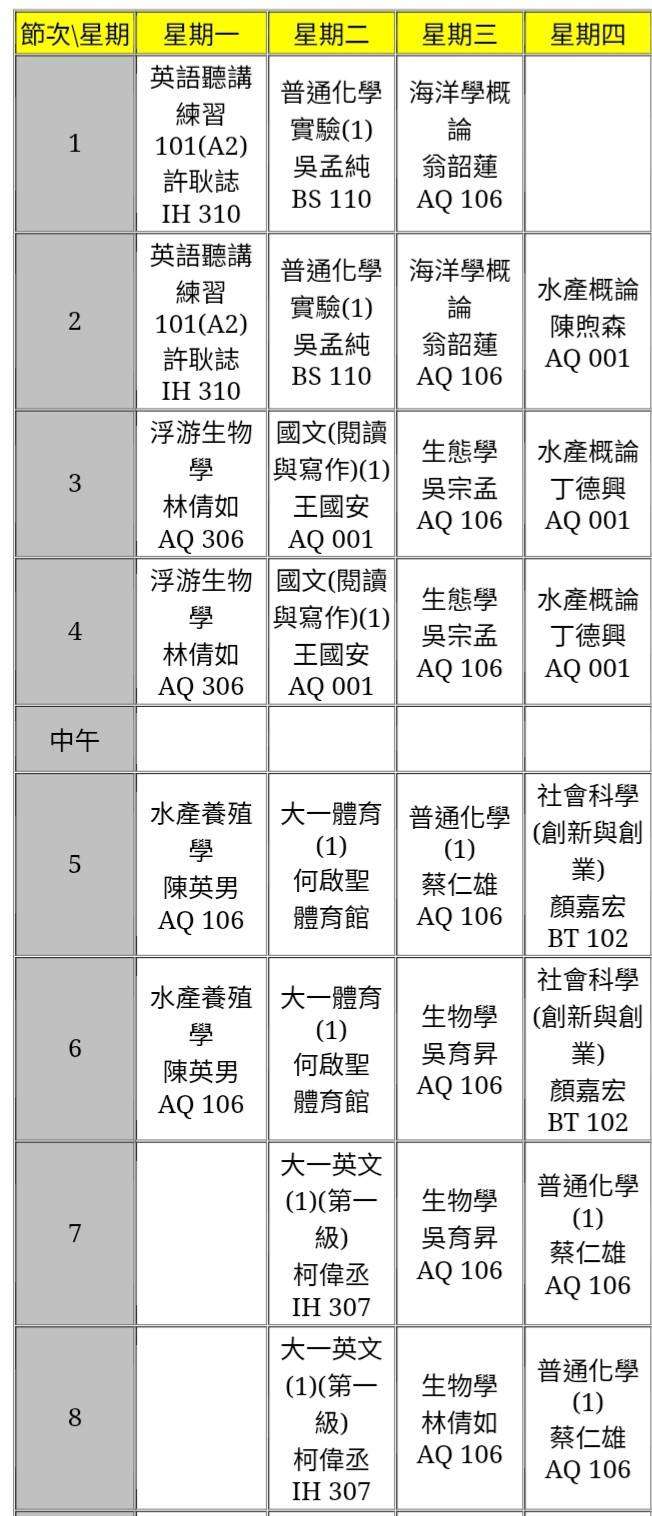 節次\星期 星期一 星期二 星期三 星期四
1
英語聽講
練習
101(A2)
許耿誌
IH 310
普通化學
實驗(1)
吳孟純
BS 110
海洋學概
論
翁韶蓮
AQ 106
2
英語聽講
練習
101(A2)
許耿誌
IH 310
普通化學
實驗(1)
吳孟純
BS 110
海洋學概
論
翁韶蓮
AQ 106
水產概論
陳煦森
AQ 001
3
浮游生物
學
林倩如
AQ 306
國文(閱讀
與寫作)(1)
王國安
AQ 001
生態學
吳宗孟
AQ 106
水產概論
丁德興
AQ 001
4
浮游生物
學
林倩如
AQ 306
國文(閱讀
與寫作)(1)
王國安
AQ 001
生態學
吳宗孟
AQ 106
水產概論
丁德興
AQ 001
中午
5
水產養殖
學
陳英男
AQ 106
大一體育
(1)
何啟聖
體育館
普通化學
(1)
蔡仁雄
AQ 106
社會科學
(創新與創
業)
顏嘉宏
BT 102
6
水產養殖
學
陳英男
AQ 106
大一體育
(1)
何啟聖
體育館
生物學
吳育昇
AQ 106
社會科學
(創新與創
業)
顏嘉宏
BT 102
7
大一英文
(1)(第一
級)
柯偉丞
IH 307
生物學
吳育昇
AQ 106
普通化學
(1)
蔡仁雄
AQ 106
8
大一英文
(1)(第一
級)
柯偉丞
IH 307
生物學
林倩如
AQ 106
普通化學
(1)
蔡仁雄
AQ 106